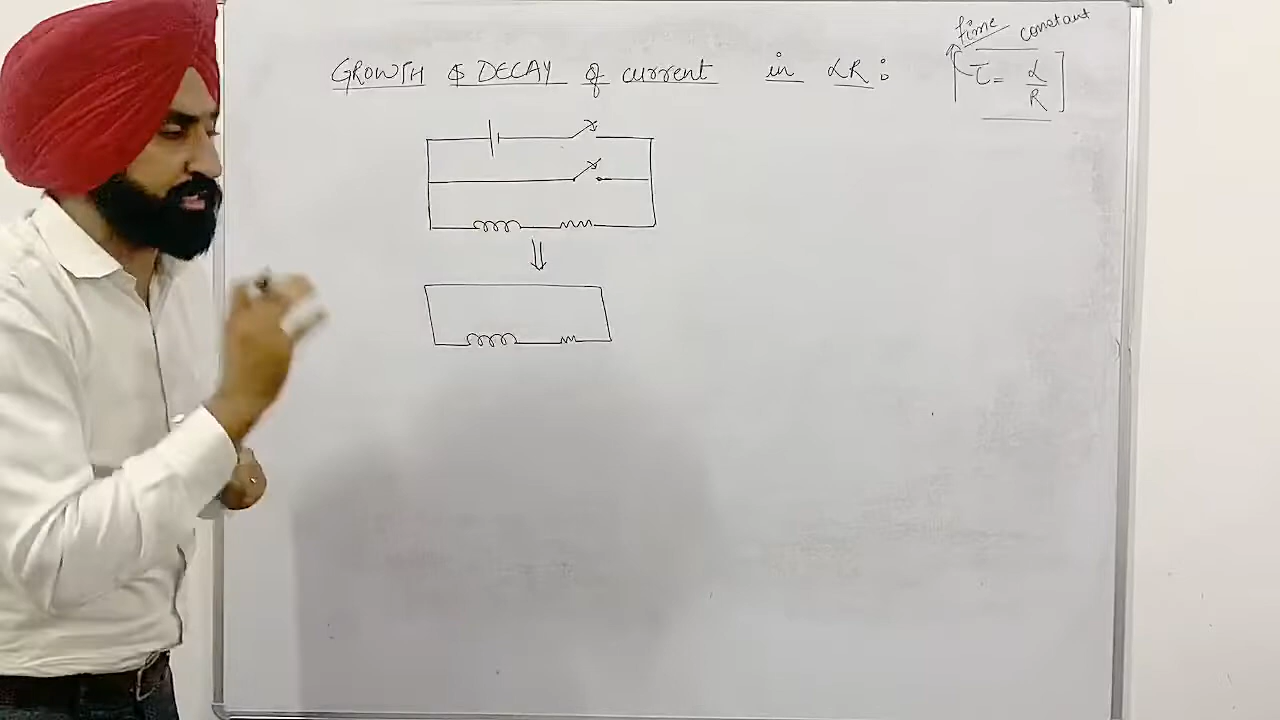 time constant
GROWTH & DECAY of current in LR :
τ = L
R